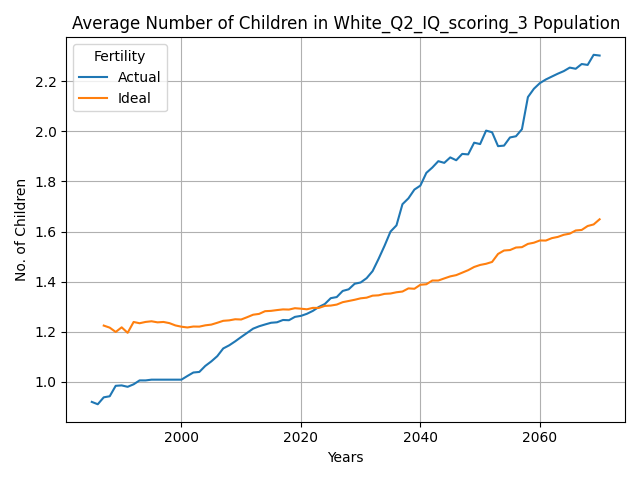 Average Number of Children in White_Q2_IQ_scoring_3 Population
Fertility
Actual
Ideal
No. of Children
2.2
2.0
1.8
1.6
1.4
1.2
1.0
2000 2020 2040 2060
Years